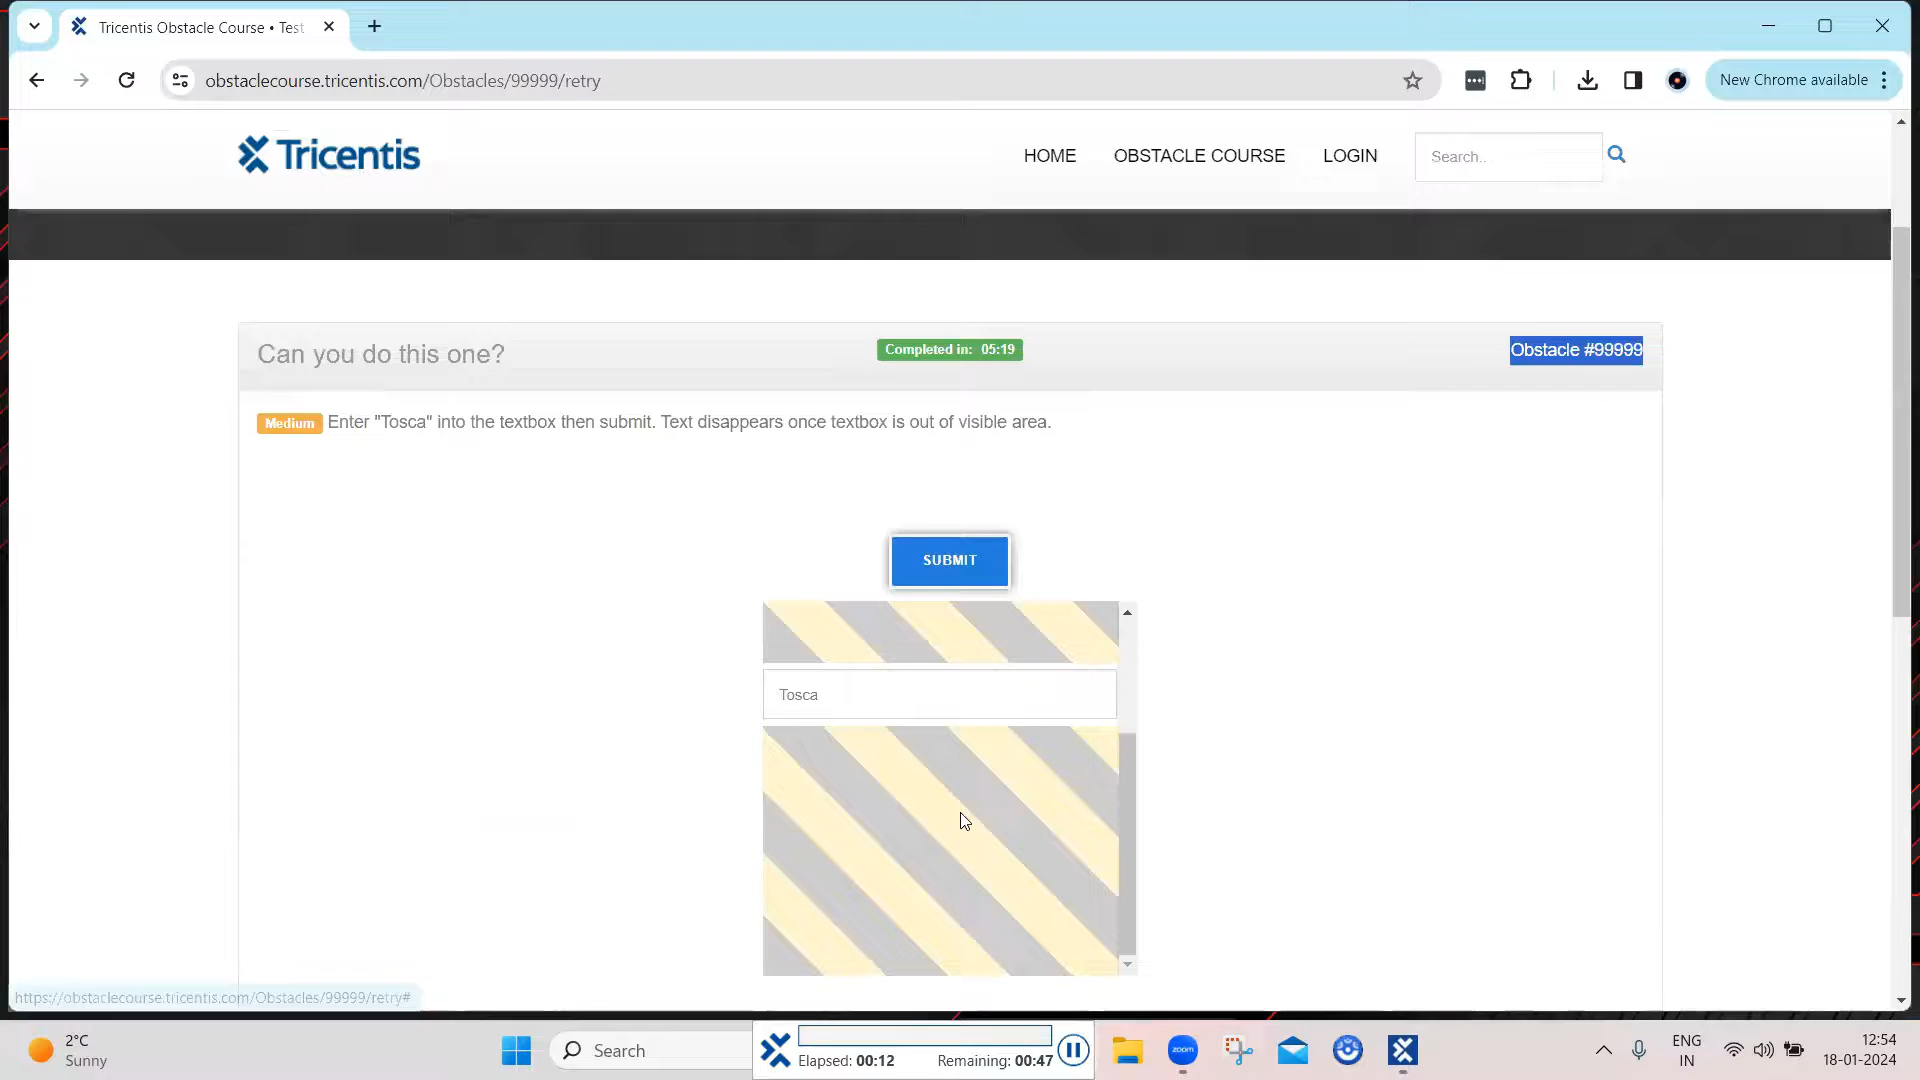 Tricentis Obstacle Course • Test
obstaclecourse.tricentis.com/Obstacles/99999/retry
New Chrome available
Tricentis
HOME
OBSTACLE COURSE
LOGIN
Search..
Can you do this one?
Completed in: 05:19
Obstacle #99999
Medium Enter "Tosca" into the textbox then submit. Text disappears once textbox is out of visible area.
SUBMIT
Tosca
https://obstaclecourse.tricentis.com/Obstacles/99999/retry#
2°C
Sunny
Search
Elapsed: 00:12
Remaining: 00:47
zoom
ENG
IN
12:54
18-01-2024